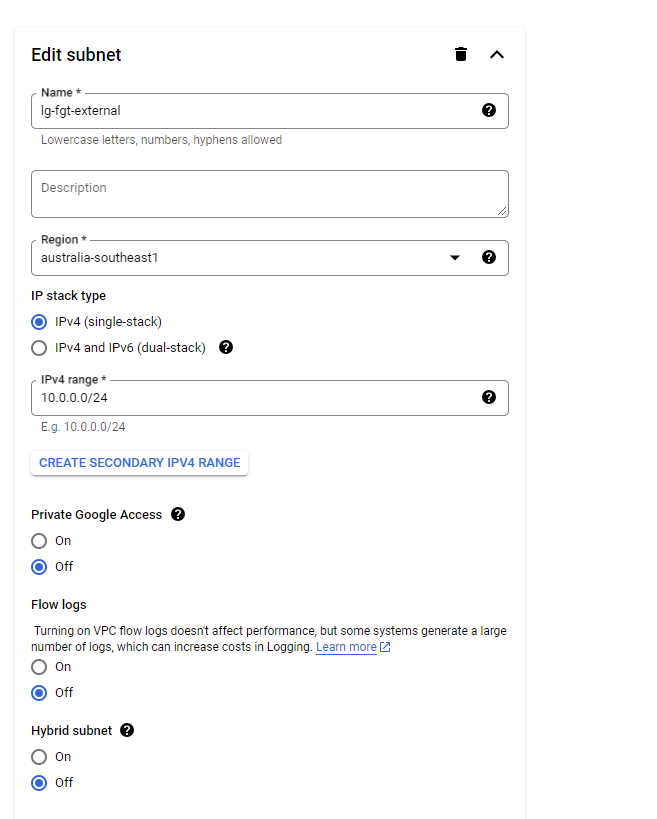 Edit subnet
Name *
lg-fgt-external
Lowercase letters, numbers, hyphens allowed
Description
Region *
australia-southeast1
IP stack type
IPv4 (single-stack)
IPv4 and IPv6 (dual-stack)
IPv4 range *
10.0.0.0/24
E.g. 10.0.0.0/24
CREATE SECONDARY IPV4 RANGE
Private Google Access
On
Off
Flow logs
Turning on VPC flow logs doesn't affect performance, but some systems generate a large
number of logs, which can increase costs in Logging. Learn more
On
Off
Hybrid subnet
On
Off